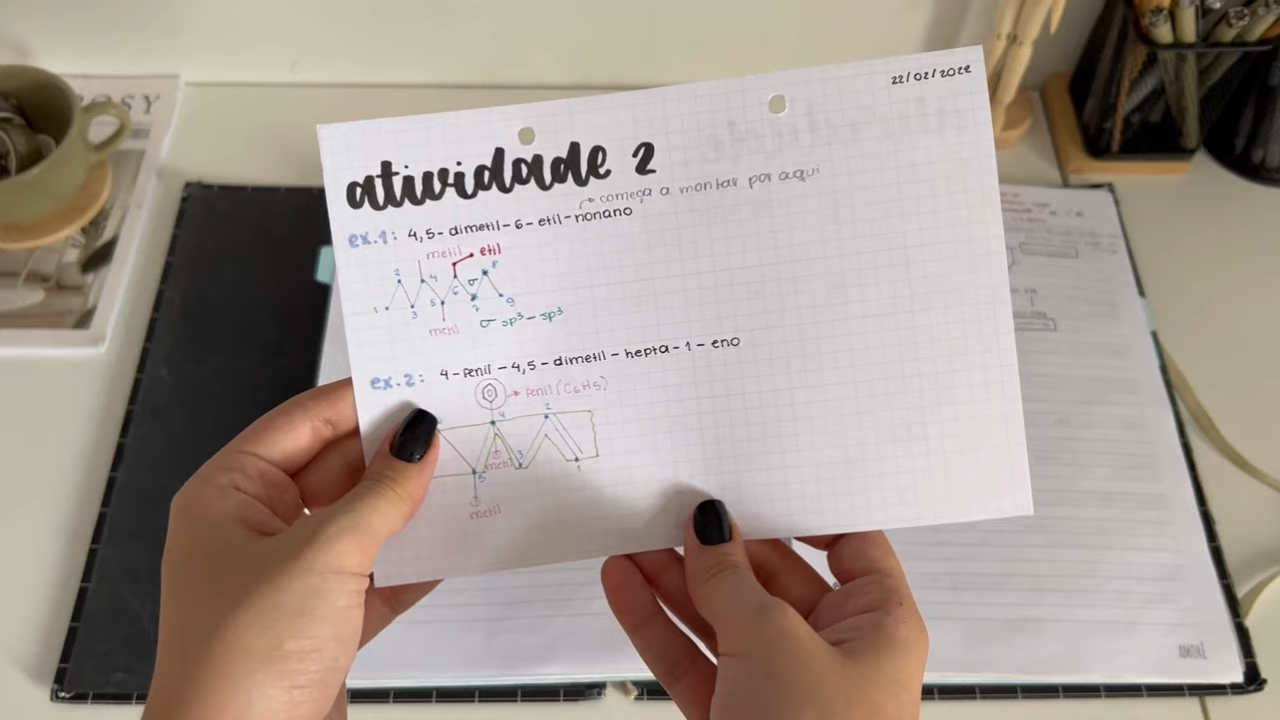 OSY
22/02/2022
atividade 2
começa a montar por aqui
ex.1: 4,5-dimetil-6-etil-nonano
metil etil
1 2 3 4 5 6 σ 7 8 9
metil σ sp³-sp³
ex.2: 4-fenil-4,5-dimetil-hepta-1-eno
fenil (C6H5)
4 2
metil 3
5 1
metil